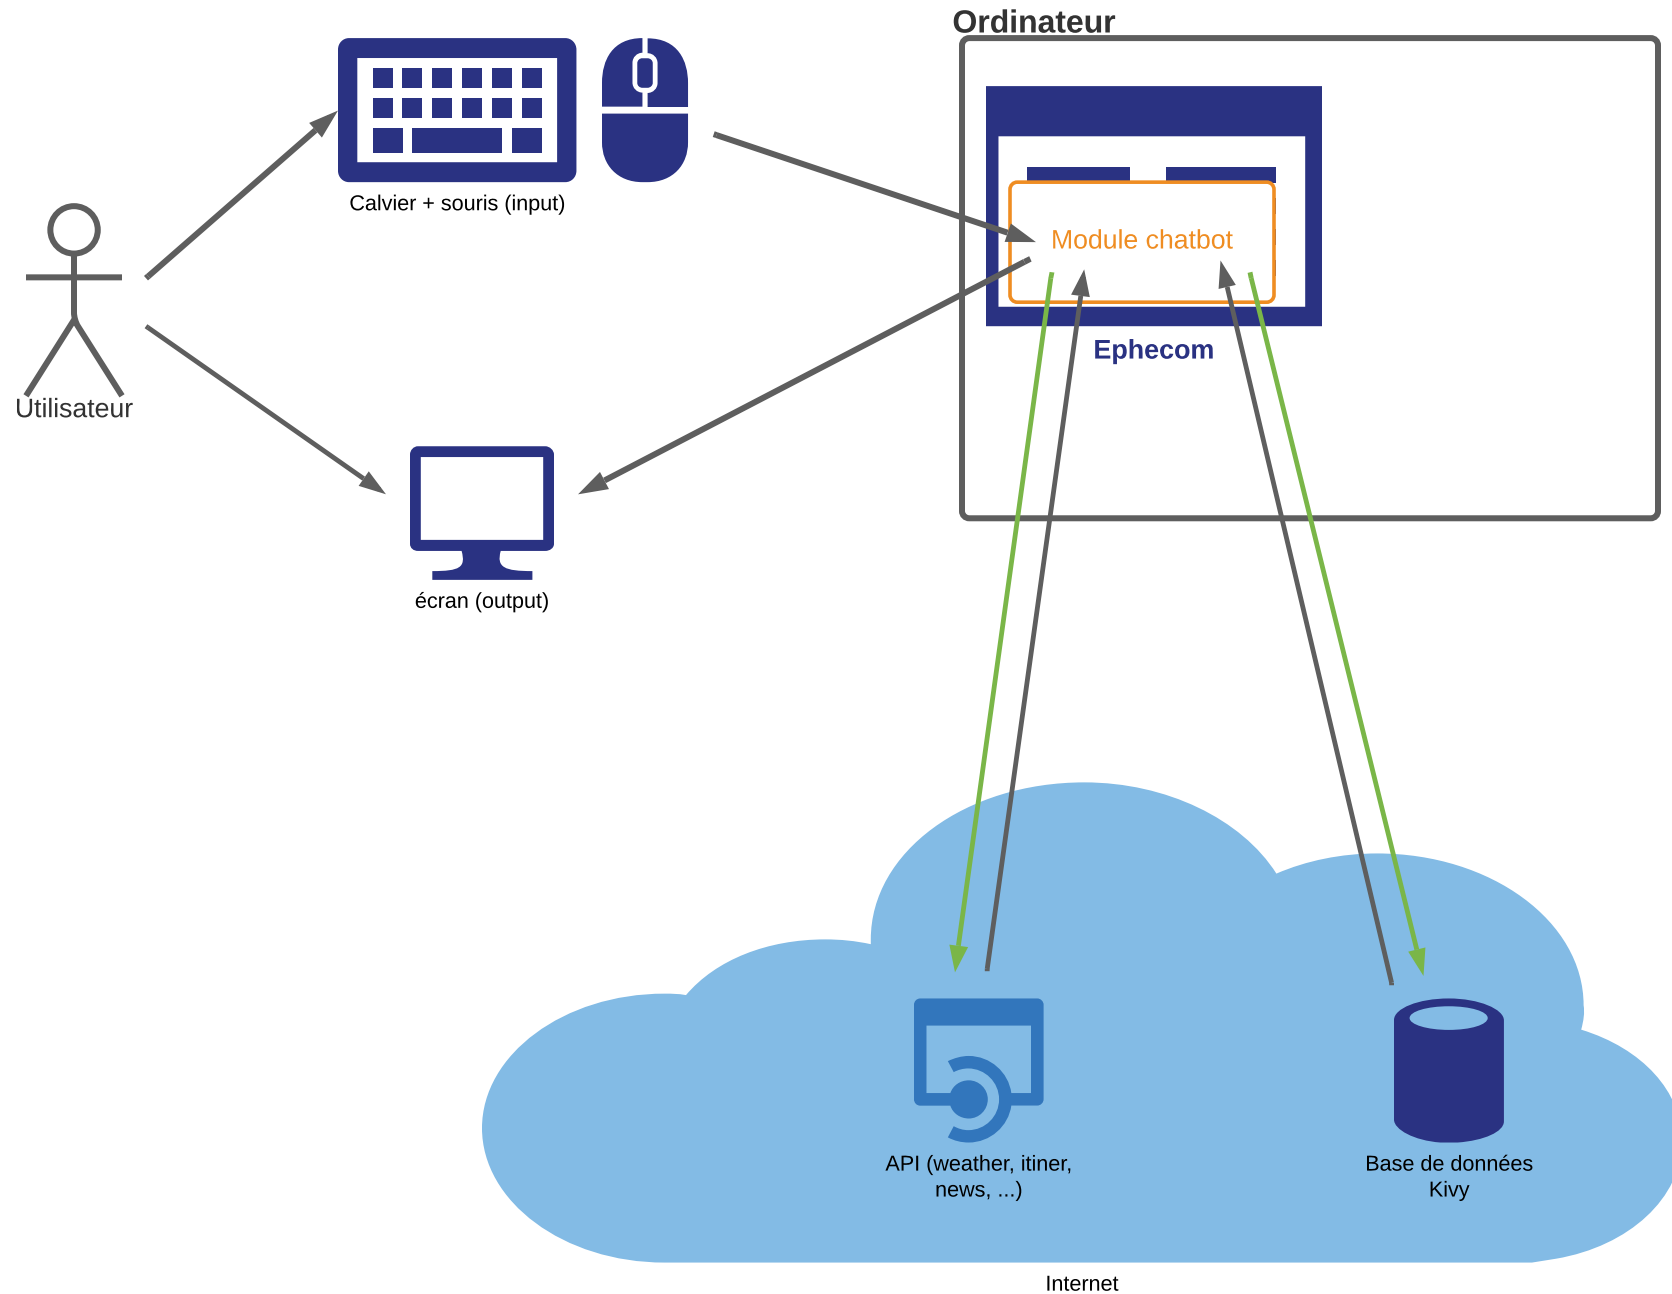 Ordinateur
Calvier + souris (input)
Module chatbot
Ephecom
Utilisateur
écran (output)
API (weather, itiner,
news, ...)
Base de données
Kivy
Internet